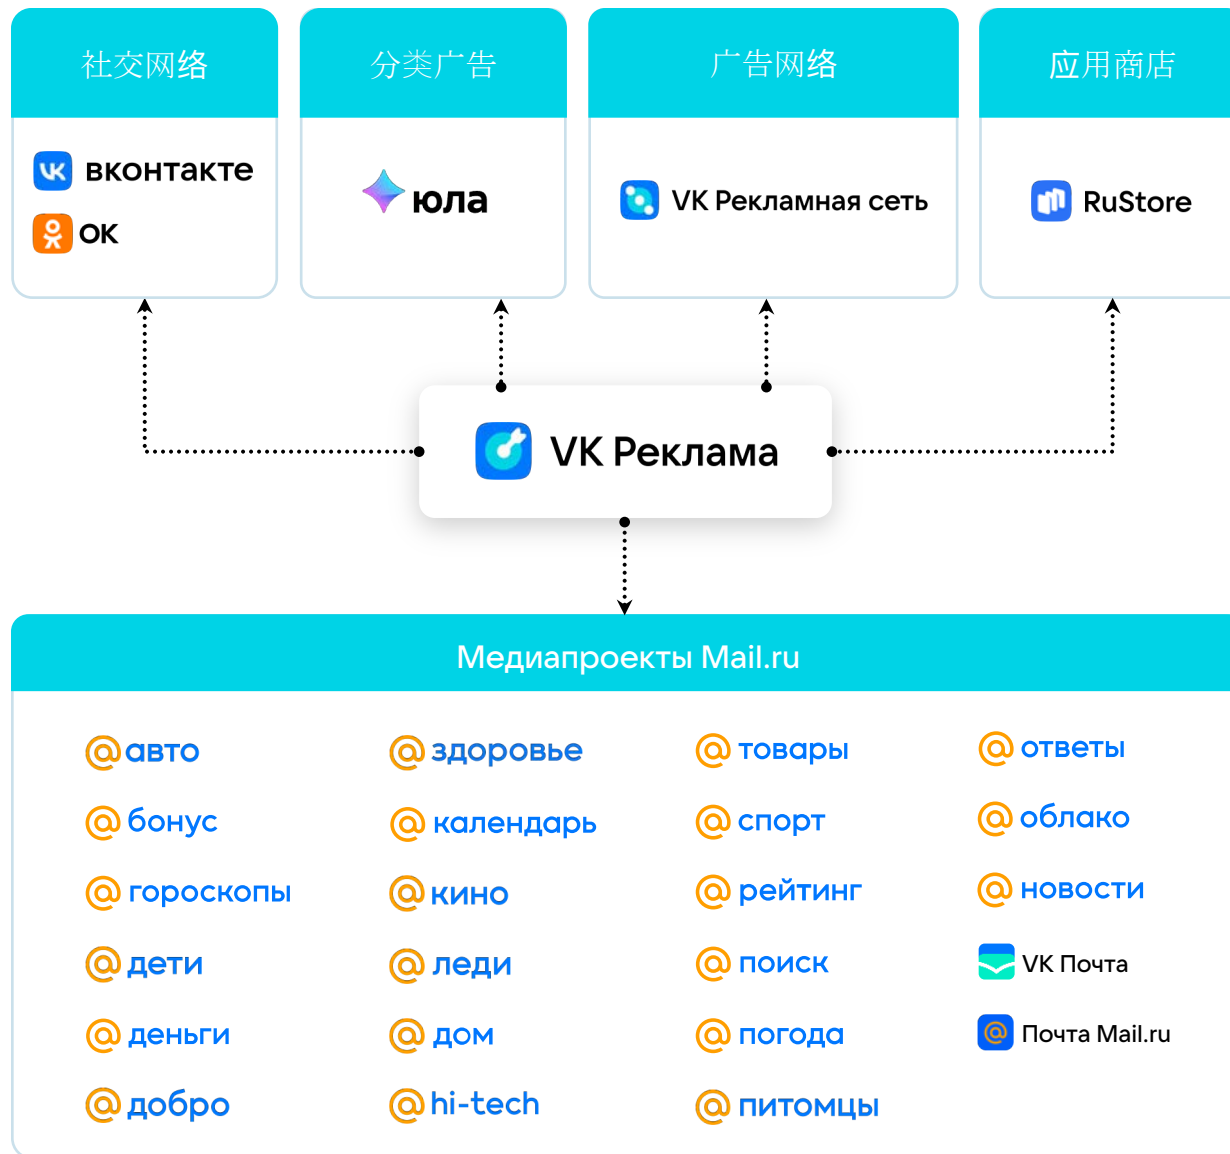 社交网络
分类广告
广告网络
应用商店
вконтакте
ок
юла
VK Рекламная сеть
RuStore
VK Реклама
Медиапроекты Mail.ru
@авто
@здоровье
@товары
@ответы
@бонус
@календарь
@спорт
@облако
@гороскопы
@кино
@рейтинг
@новости
@дети
@леди
@поиск
VK Почта
@деньги
@дом
@погода
Почта Mail.ru
@добро
@hi-tech
@питомцы